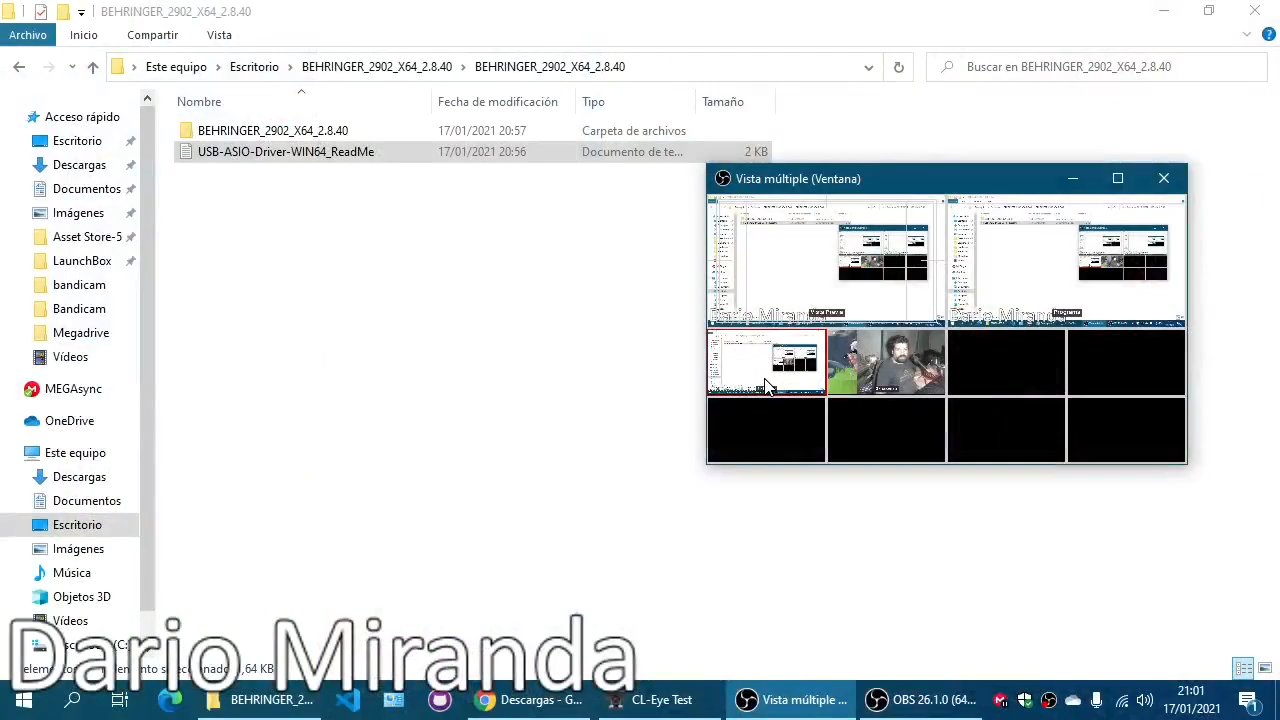 BEHRINGER_2902_X64_2.8.40
Archivo Inicio Compartir Vista
Este equipo Escritorio BEHRINGER_2902_X64_2.8.40 BEHRINGER_2902_X64_2.8.40
Buscar en BEHRINGER_2902_X64_2.8.40
Nombre Fecha de modificación Tipo Tamaño
BEHRINGER_2902_X64_2.8.40 17/01/2021 20:57 Carpeta de archivos
USB-ASIO-Driver-WIN64_ReadMe 17/01/2021 20:56 Documento de te... 2 KB
Acceso rápido
Escritorio
Descargas
Documentos
Imágenes
Asset Store-5
LaunchBox
bandicam
Bandicam
Megadrive
Vídeos
MEGAsync
OneDrive
Este equipo
Descargas
Documentos
Escritorio
Imágenes
Música
Objetos 3D
Vídeos
Vista múltiple (Ventana)
Dario Miranda
Programa
Dario Miranda
BEHRINGER_2...
Descargas - G...
CL-Eye Test
Vista múltiple ...
OBS 26.1.0 (64...
21:01
17/01/2021